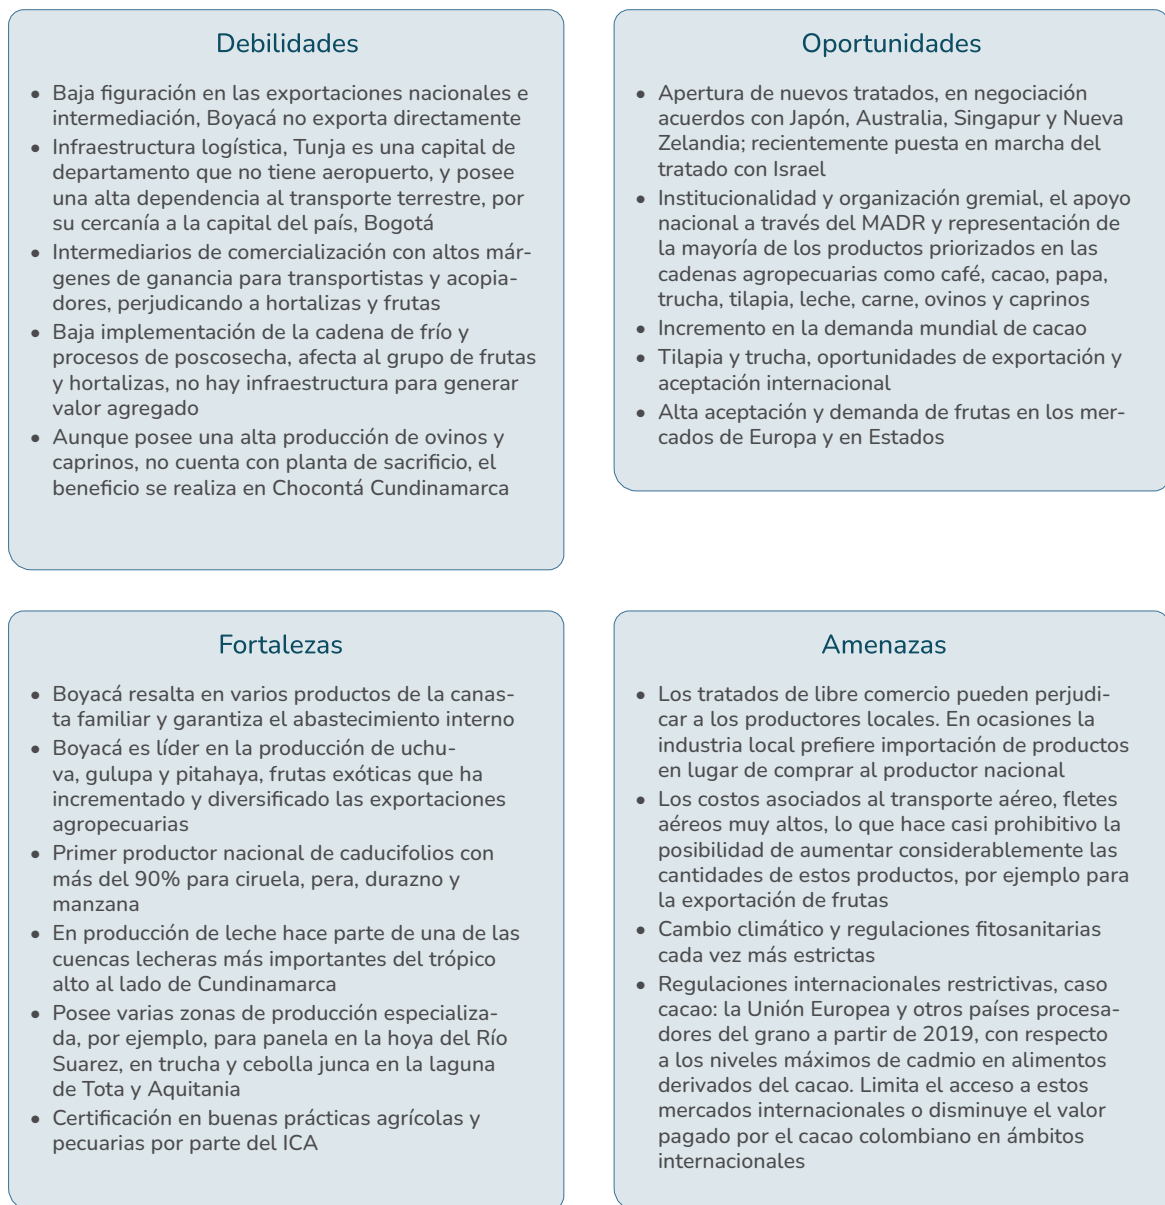 Debilidades
• Baja figuración en las exportaciones nacionales e
intermediación, Boyacá no exporta directamente
• Infraestructura logística, Tunja es una capital de
departamento que no tiene aeropuerto, y posee
una alta dependencia al transporte terrestre, por
su cercanía a la capital del país, Bogotá
• Intermediarios de comercialización con altos már-
genes de ganancia para transportistas y acopia-
dores, perjudicando a hortalizas y frutas
• Baja implementación de la cadena de frío y
procesos de poscosecha, afecta al grupo de frutas
y hortalizas, no hay infraestructura para generar
valor agregado
• Aunque posee una alta producción de ovinos y
caprinos, no cuenta con planta de sacrificio, el
beneficio se realiza en Chocontá Cundinamarca
Oportunidades
• Apertura de nuevos tratados, en negociación
acuerdos con Japón, Australia, Singapur y Nueva
Zelandia; recientemente puesta en marcha del
tratado con Israel
• Institucionalidad y organización gremial, el apoyo
nacional a través del MADR y representación de
la mayoría de los productos priorizados en las
cadenas agropecuarias como café, cacao, papa,
trucha, tilapia, leche, carne, ovinos y caprinos
• Incremento en la demanda mundial de cacao
• Tilapia y trucha, oportunidades de exportación y
aceptación internacional
• Alta aceptación y demanda de frutas en los mer-
cados de Europa y en Estados
Fortalezas
• Boyacá resalta en varios productos de la canas-
ta familiar y garantiza el abastecimiento interno
• Boyacá es líder en la producción de uchu-
va, gulupa y pitahaya, frutas exóticas que ha
incrementado y diversificado las exportaciones
agropecuarias
• Primer productor nacional de caducifolios con
más del 90% para ciruela, pera, durazno y
manzana
• En producción de leche hace parte de una de las
cuencas lecheras más importantes del trópico
alto al lado de Cundinamarca
• Posee varias zonas de producción especializa-
da, por ejemplo, para panela en la hoya del Río
Suarez, en trucha y cebolla junca en la laguna
de Tota y Aquitania
• Certificación en buenas prácticas agrícolas y
pecuarias por parte del ICA
Amenazas
• Los tratados de libre comercio pueden perjudi-
car a los productores locales. En ocasiones la
industria local prefiere importación de productos
en lugar de comprar al productor nacional
• Los costos asociados al transporte aéreo, fletes
aéreos muy altos, lo que hace casi prohibitivo la
posibilidad de aumentar considerablemente las
cantidades de estos productos, por ejemplo para
la exportación de frutas
• Cambio climático y regulaciones fitosanitarias
cada vez más estrictas
• Regulaciones internacionales restrictivas, caso
cacao: la Unión Europea y otros países procesa-
dores del grano a partir de 2019, con respecto
a los niveles máximos de cadmio en alimentos
derivados del cacao. Limita el acceso a estos
mercados internacionales o disminuye el valor
pagado por el cacao colombiano en ámbitos
internacionales